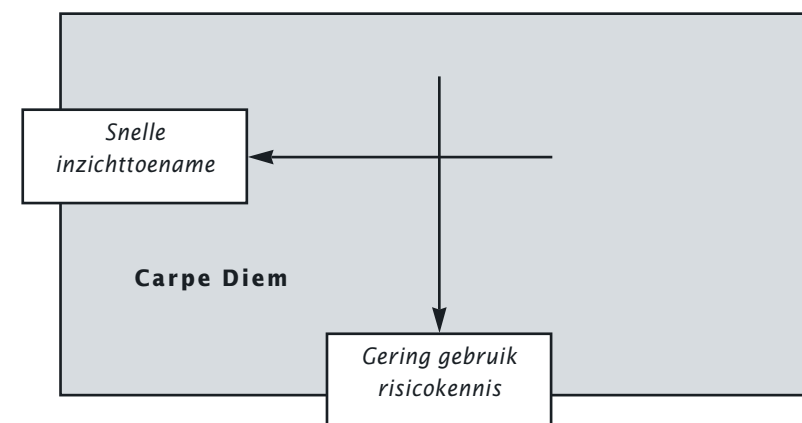 Snelle
inzichttoename
Carpe Diem
Gering gebruik
risicokennis